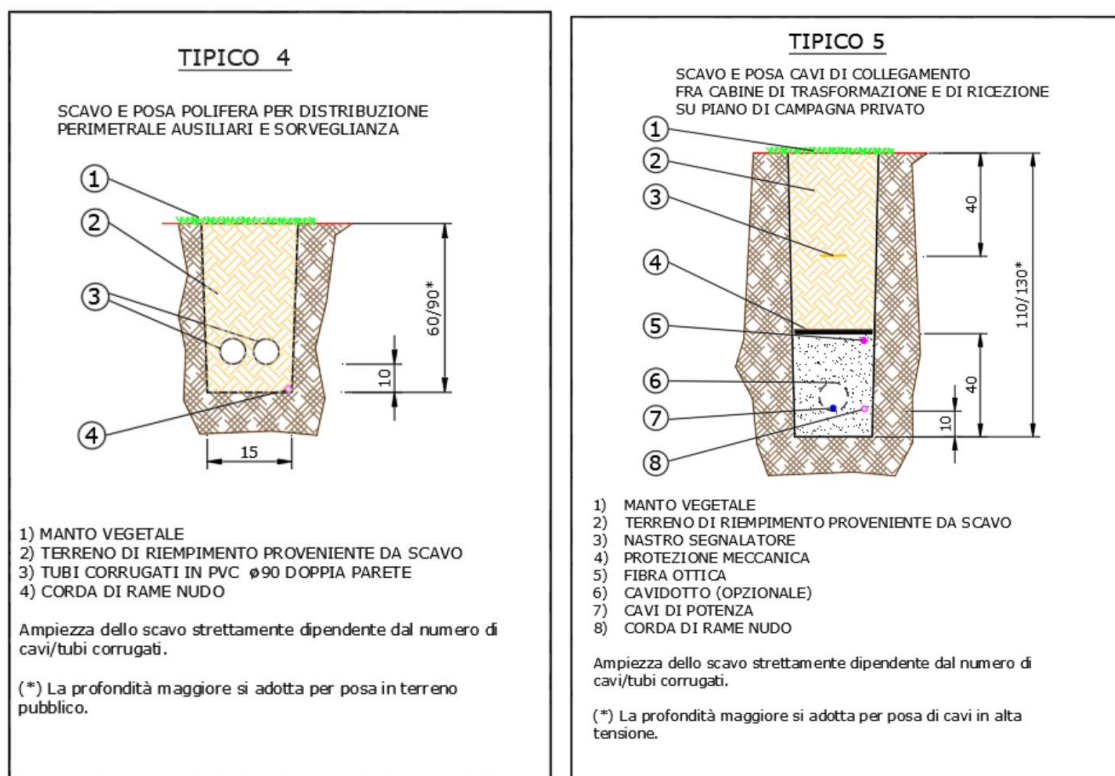 TIPICO 4
SCAVO E POSA POLIFERA PER DISTRIBUZIONE
PERIMETRALE AUSILIARI E SORVEGLIANZA
1
2
3
4
60/90*
10
15
1) MANTO VEGETALE
2) TERRENO DI RIEMPIMENTO PROVENIENTE DA SCAVO
3) TUBI CORRUGATI IN PVC ø90 DOPPIA PARETE
4) CORDA DI RAME NUDO
Ampiezza dello scavo strettamente dipendente dal numero di
cavi/tubi corrugati.
(*) La profondità maggiore si adotta per posa in terreno
pubblico.
TIPICO 5
SCAVO E POSA CAVI DI COLLEGAMENTO
FRA CABINE DI TRASFORMAZIONE E DI RICEZIONE
SU PIANO DI CAMPAGNA PRIVATO
1
2
3
4
5
6
7
8
40
110/130*
40
10
1) MANTO VEGETALE
2) TERRENO DI RIEMPIMENTO PROVENIENTE DA SCAVO
3) NASTRO SEGNALATORE
4) PROTEZIONE MECCANICA
5) FIBRA OTTICA
6) CAVIDOTTO (OPZIONALE)
7) CAVI DI POTENZA
8) CORDA DI RAME NUDO
Ampiezza dello scavo strettamente dipendente dal numero di
cavi/tubi corrugati.
(*) La profondità maggiore si adotta per posa di cavi in alta
tensione.